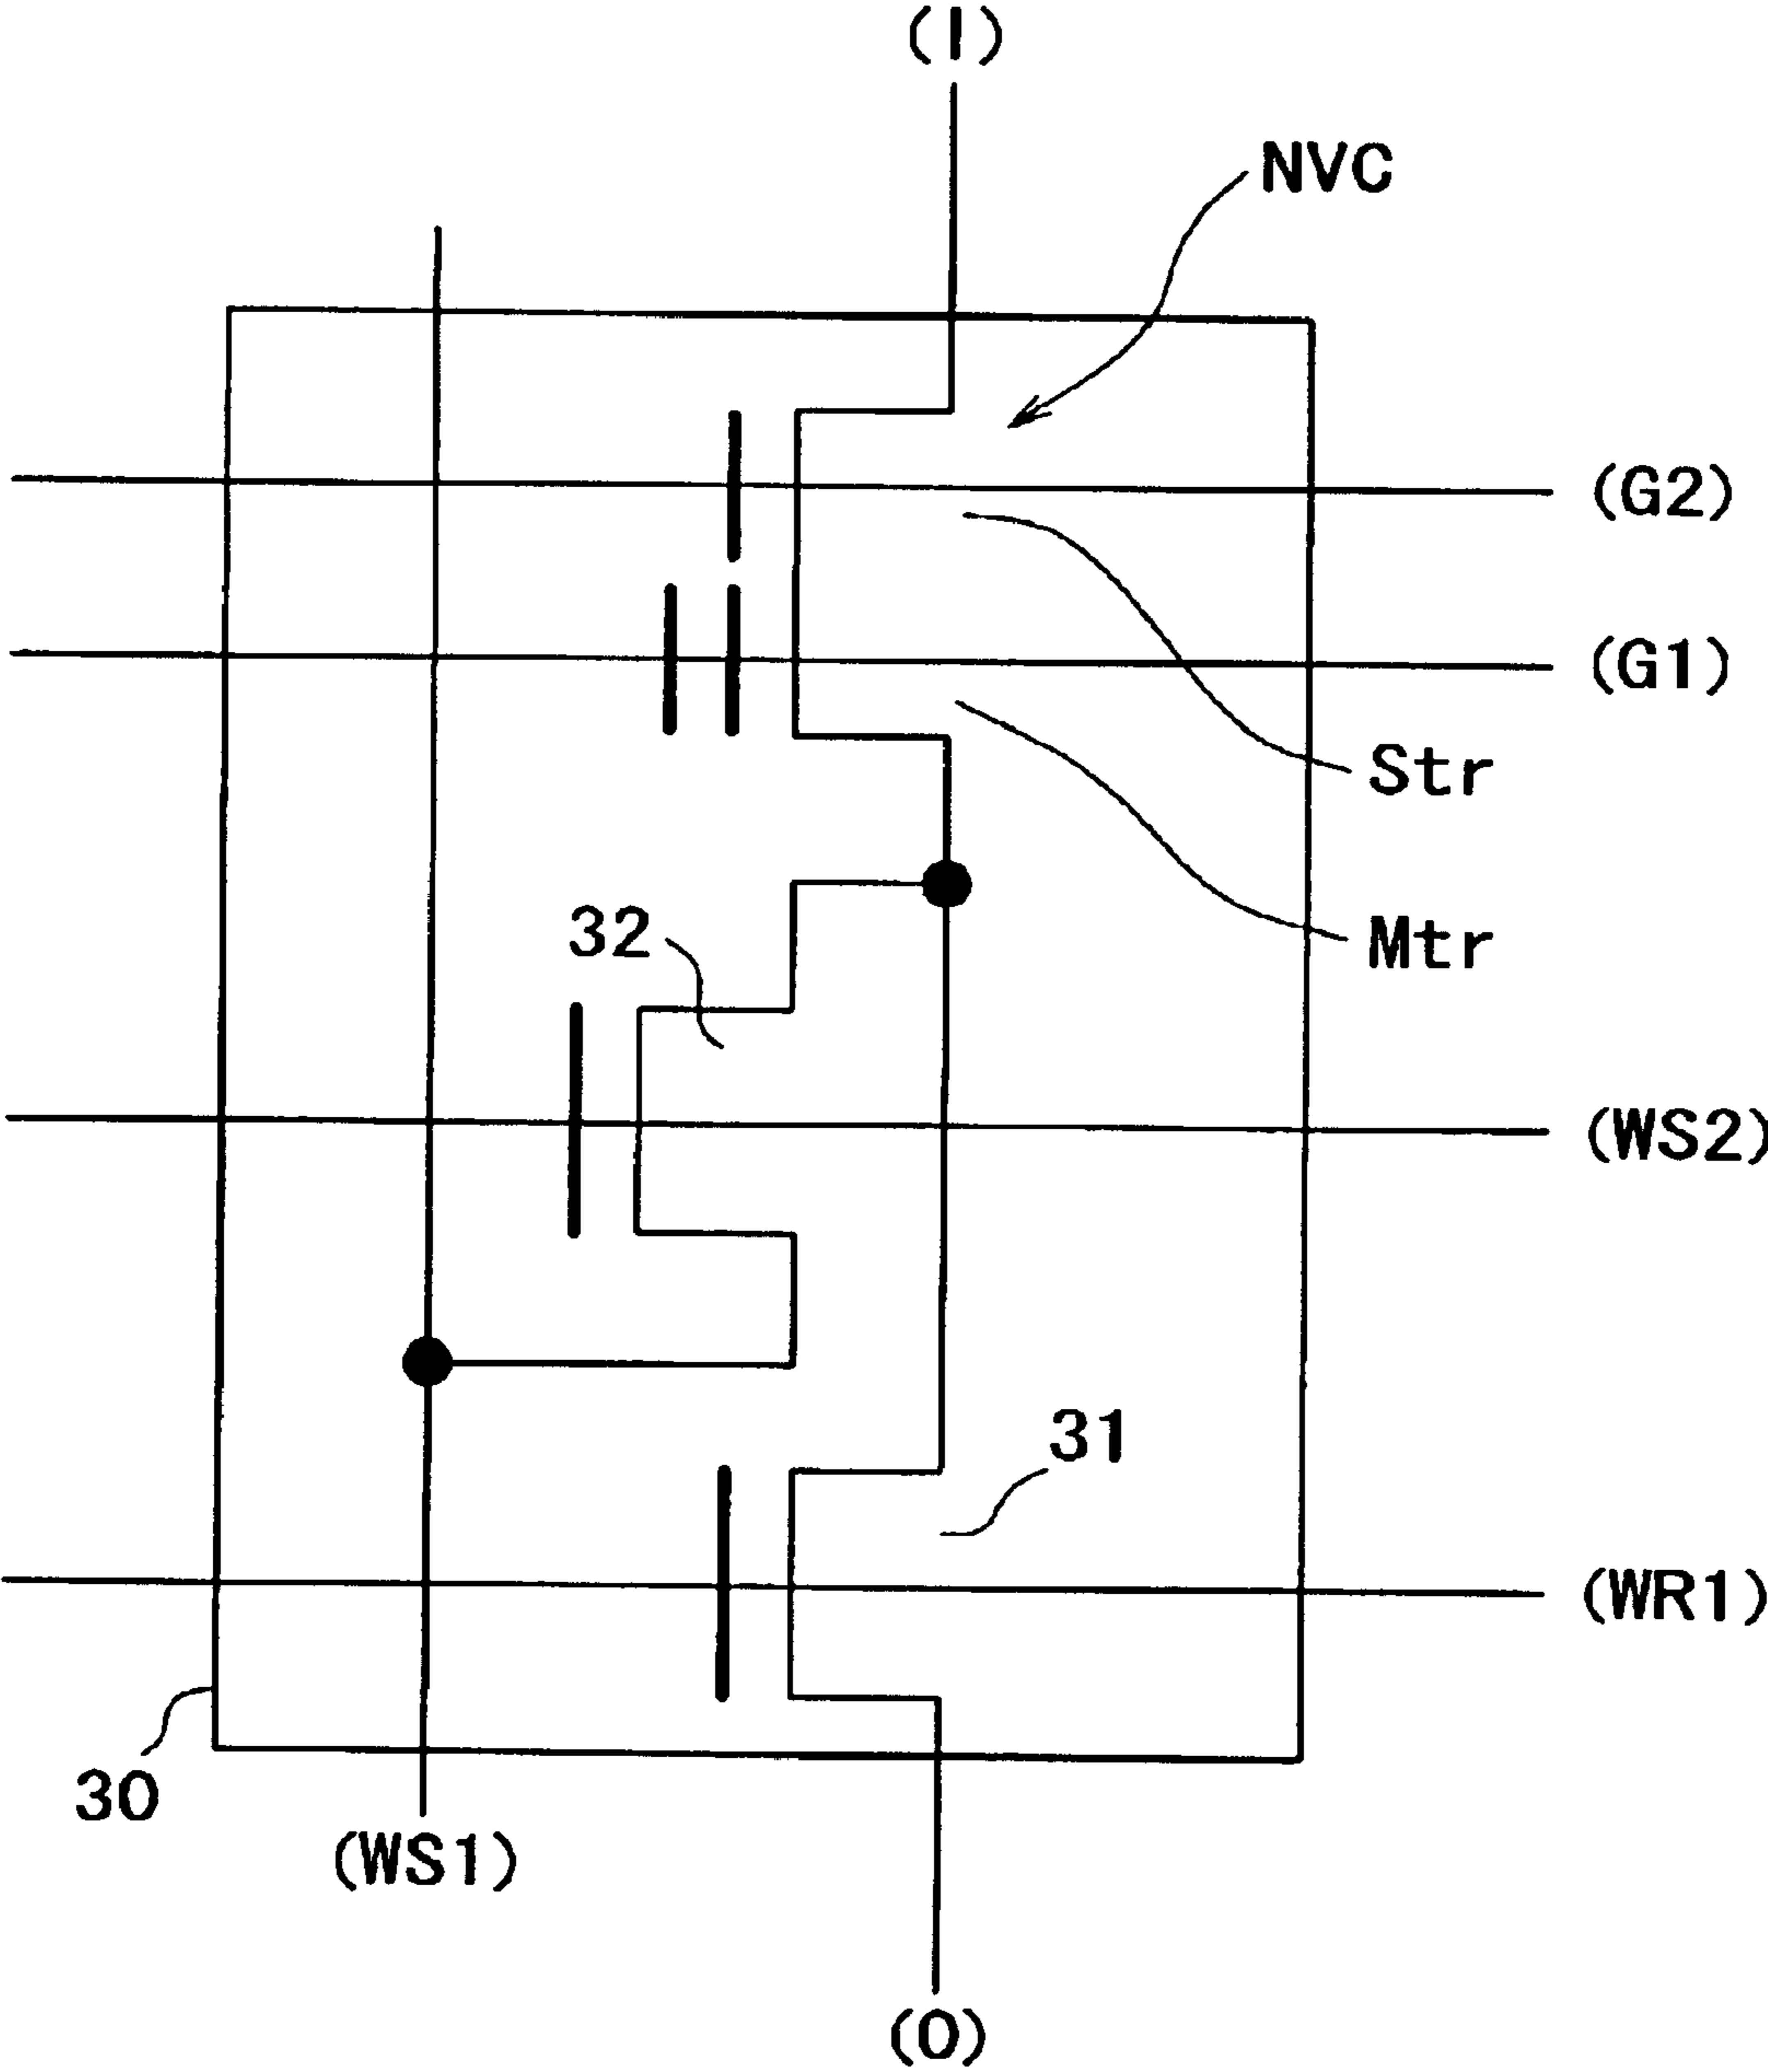 (I)
NVC
(G2)
(G1)
Str
Mtr
32
(WS2)
31
(WR1)
30
(WS1)
(O)